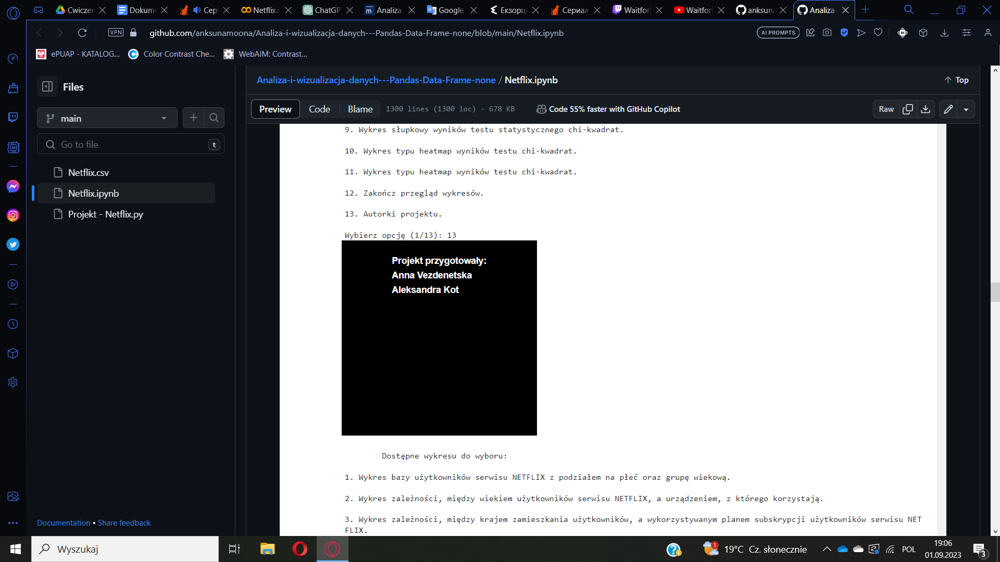 Ćwiczen
Dokum
Сер
Netflix.i
ChatGP
Analiza
Google
Екзорц
Сериал
Waitforl
Waitforl
anksuna
Analiza-
VPN
github.com/anksunamoona/Analiza-i-wizualizacja-danych---Pandas-Data-Frame-none/blob/main/Netflix.ipynb
AI PROMPTS
ePUAP - KATALOG...
Color Contrast Che...
WebAIM: Contrast...
Files
Analiza-i-wizualizacja-danych---Pandas-Data-Frame-none / Netflix.ipynb
Top
main
Preview
Code
Blame
1300 lines (1300 loc) · 678 KB
Code 55% faster with GitHub Copilot
Raw
Go to file
t
Netflix.csv
Netflix.ipynb
Projekt - Netflix.py
9. Wykres słupkowy wyników testu statystycznego chi-kwadrat.
10. Wykres typu heatmap wyników testu chi-kwadrat.
11. Wykres typu heatmap wyników testu chi-kwadrat.
12. Zakończ przegląd wykresów.
13. Autorki projektu.
Wybierz opcję (1/13): 13
Projekt przygotowały:
Anna Vezdenetska
Aleksandra Kot
Dostępne wykresu do wyboru:
1. Wykres bazy użytkowników serwisu NETFLIX z podziałem na płeć oraz grupę wiekową.
2. Wykres zależności, między wiekiem użytkowników serwisu NETFLIX, a urządzeniem, z którego korzystają.
3. Wykres zależności, między krajem zamieszkania użytkowników, a wykorzystywanym planem subskrypcji użytkowników serwisu NET
FLIX.
Documentation • Share feedback
Wyszukaj
1
19°C Cz. słonecznie
POL
19:06
01.09.2023
3